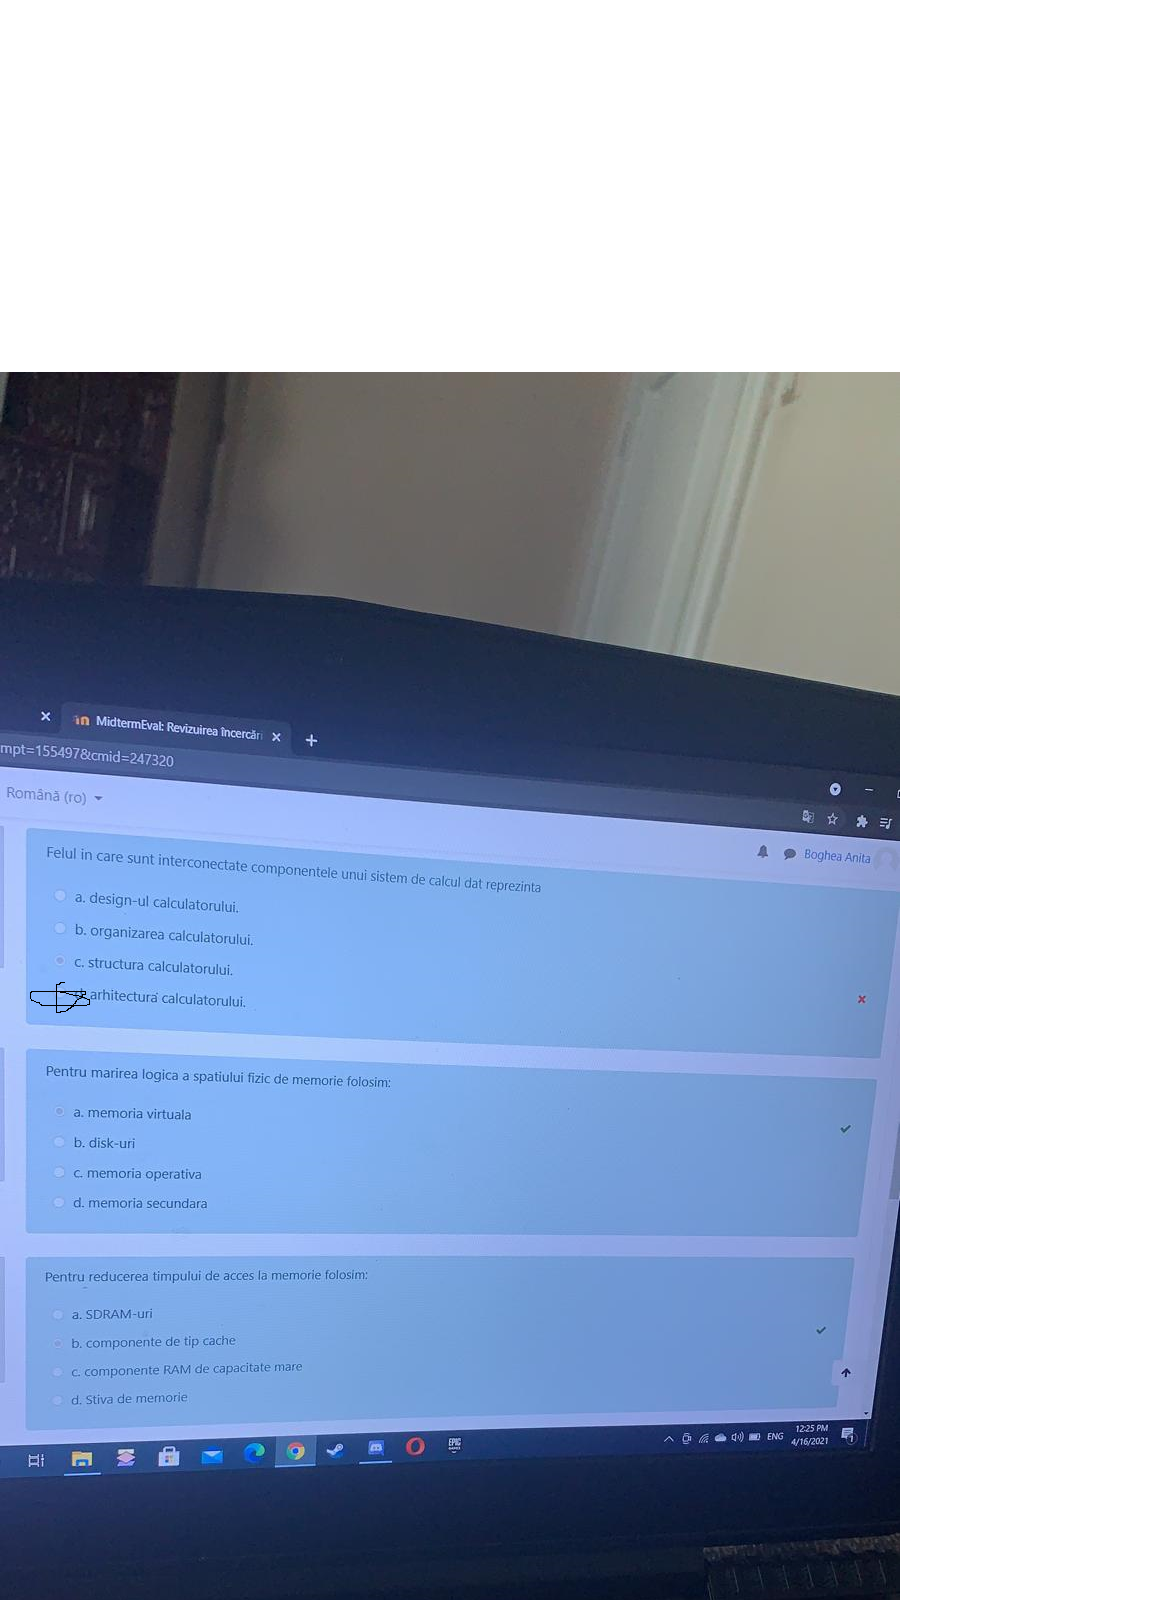 MidtermEval: Revizuirea încercări
mpt=155497&cmid=247320
Română (ro)
Boghea Anita
Felul in care sunt interconectate componentele unui sistem de calcul dat reprezinta
a. design-ul calculatorului.
b. organizarea calculatorului.
c. structura calculatorului.
arhitectura calculatorului.
Pentru marirea logica a spatiului fizic de memorie folosim:
a. memoria virtuala
b. disk-uri
c. memoria operativa
d. memoria secundara
Pentru reducerea timpului de acces la memorie folosim:
a. SDRAM-uri
b. componente de tip cache
c. componente RAM de capacitate mare
d. Stiva de memorie
EPIC
ENG
12:25 PM
4/16/2021
1